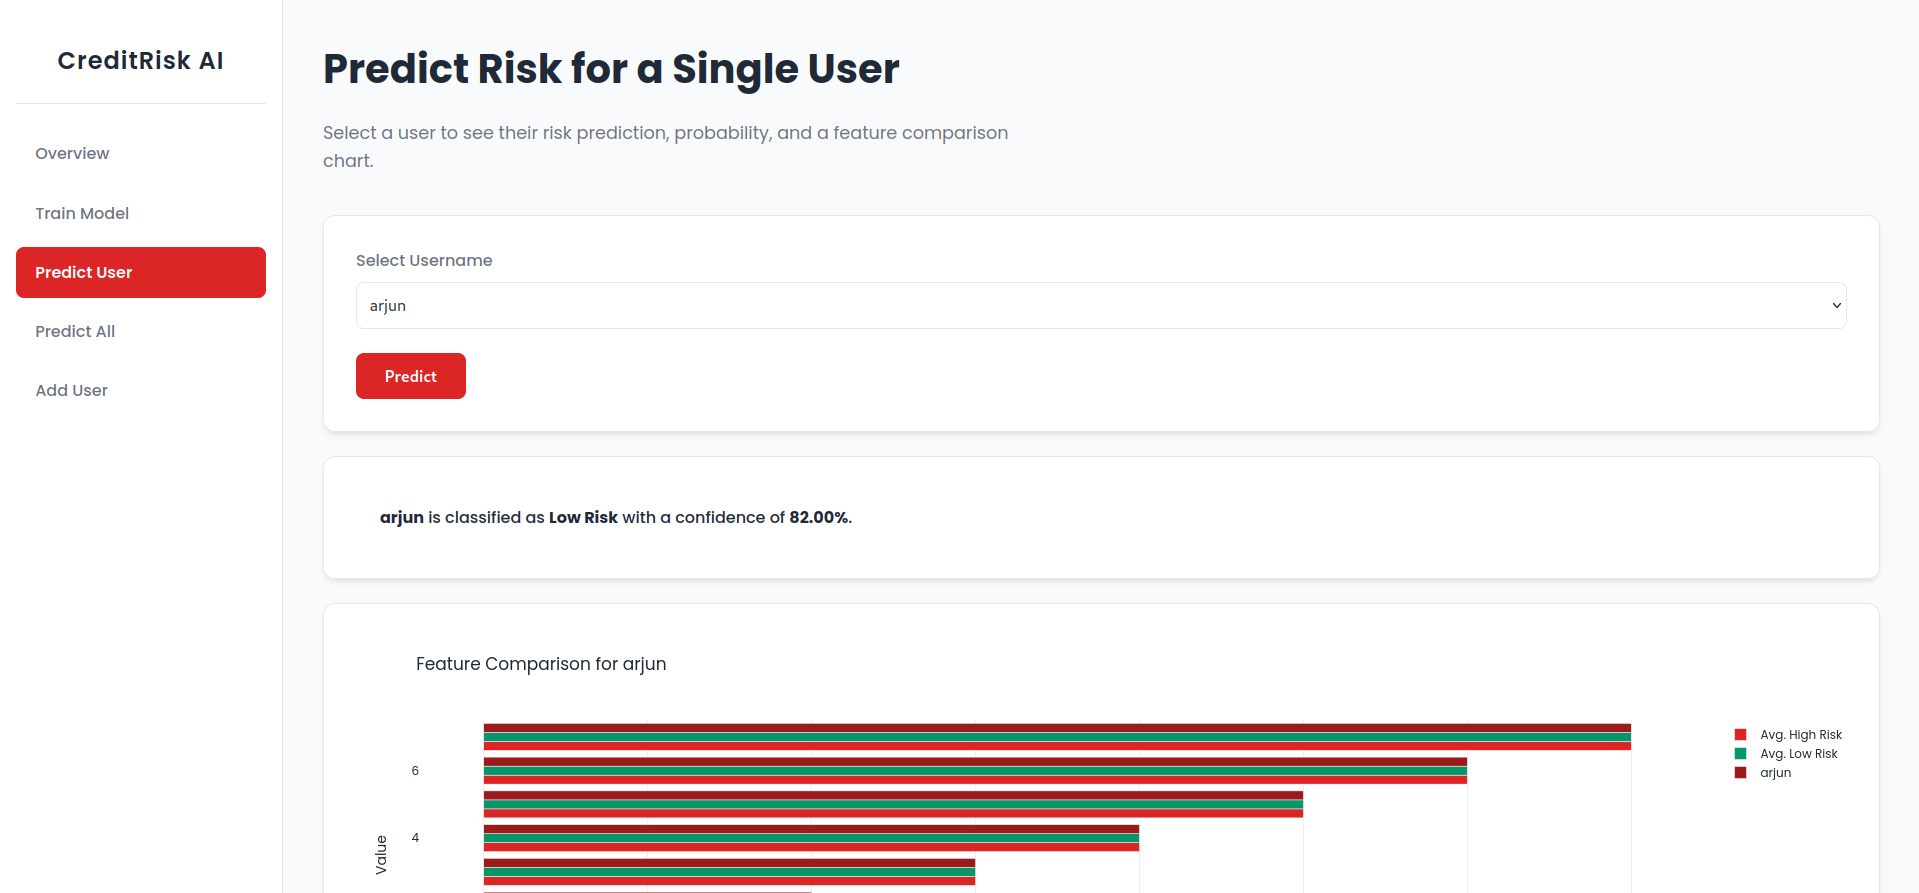 CreditRisk AI
Overview
Train Model
Predict User
Predict All
Add User
Predict Risk for a Single User
Select a user to see their risk prediction, probability, and a feature comparison
chart.
Select Username
arjun
Predict
arjun is classified as Low Risk with a confidence of 82.00%.
Feature Comparison for arjun
6
4
Value
Avg. High Risk
Avg. Low Risk
arjun